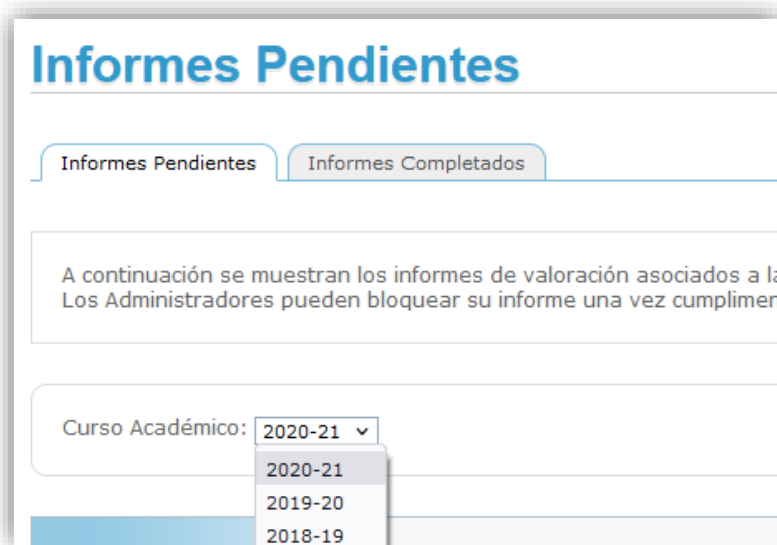 Informes Pendientes
Informes Pendientes
Informes Completados
A continuación se muestran los informes de valoración asociados a la
Los Administradores pueden bloquear su informe una vez
Curso Académico: 2020-21
2020-21
2019-20
2018-19